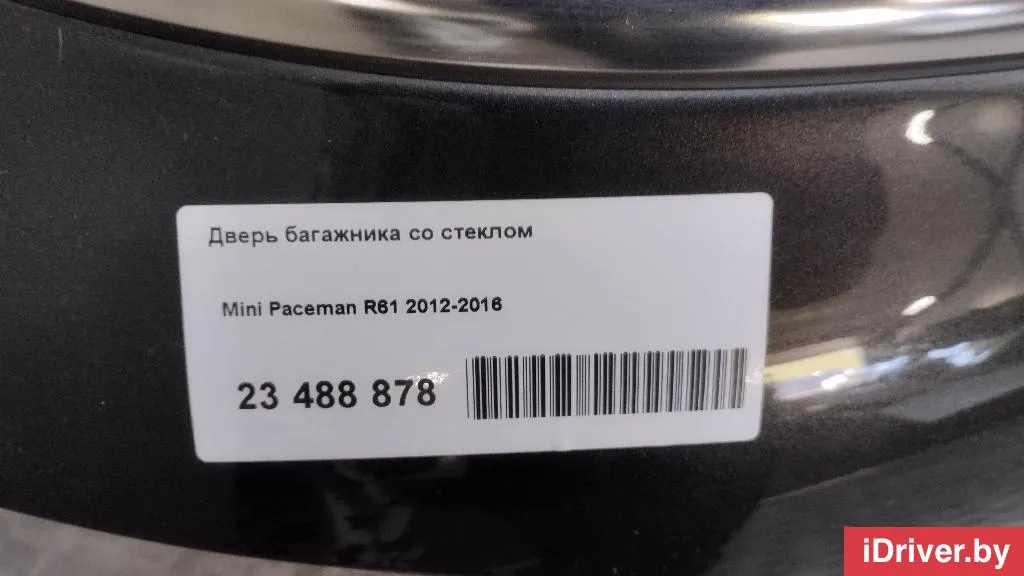 Дверь багажника со стеклом
Mini Paceman R61 2012-2016
23 488 878
iDriver.by